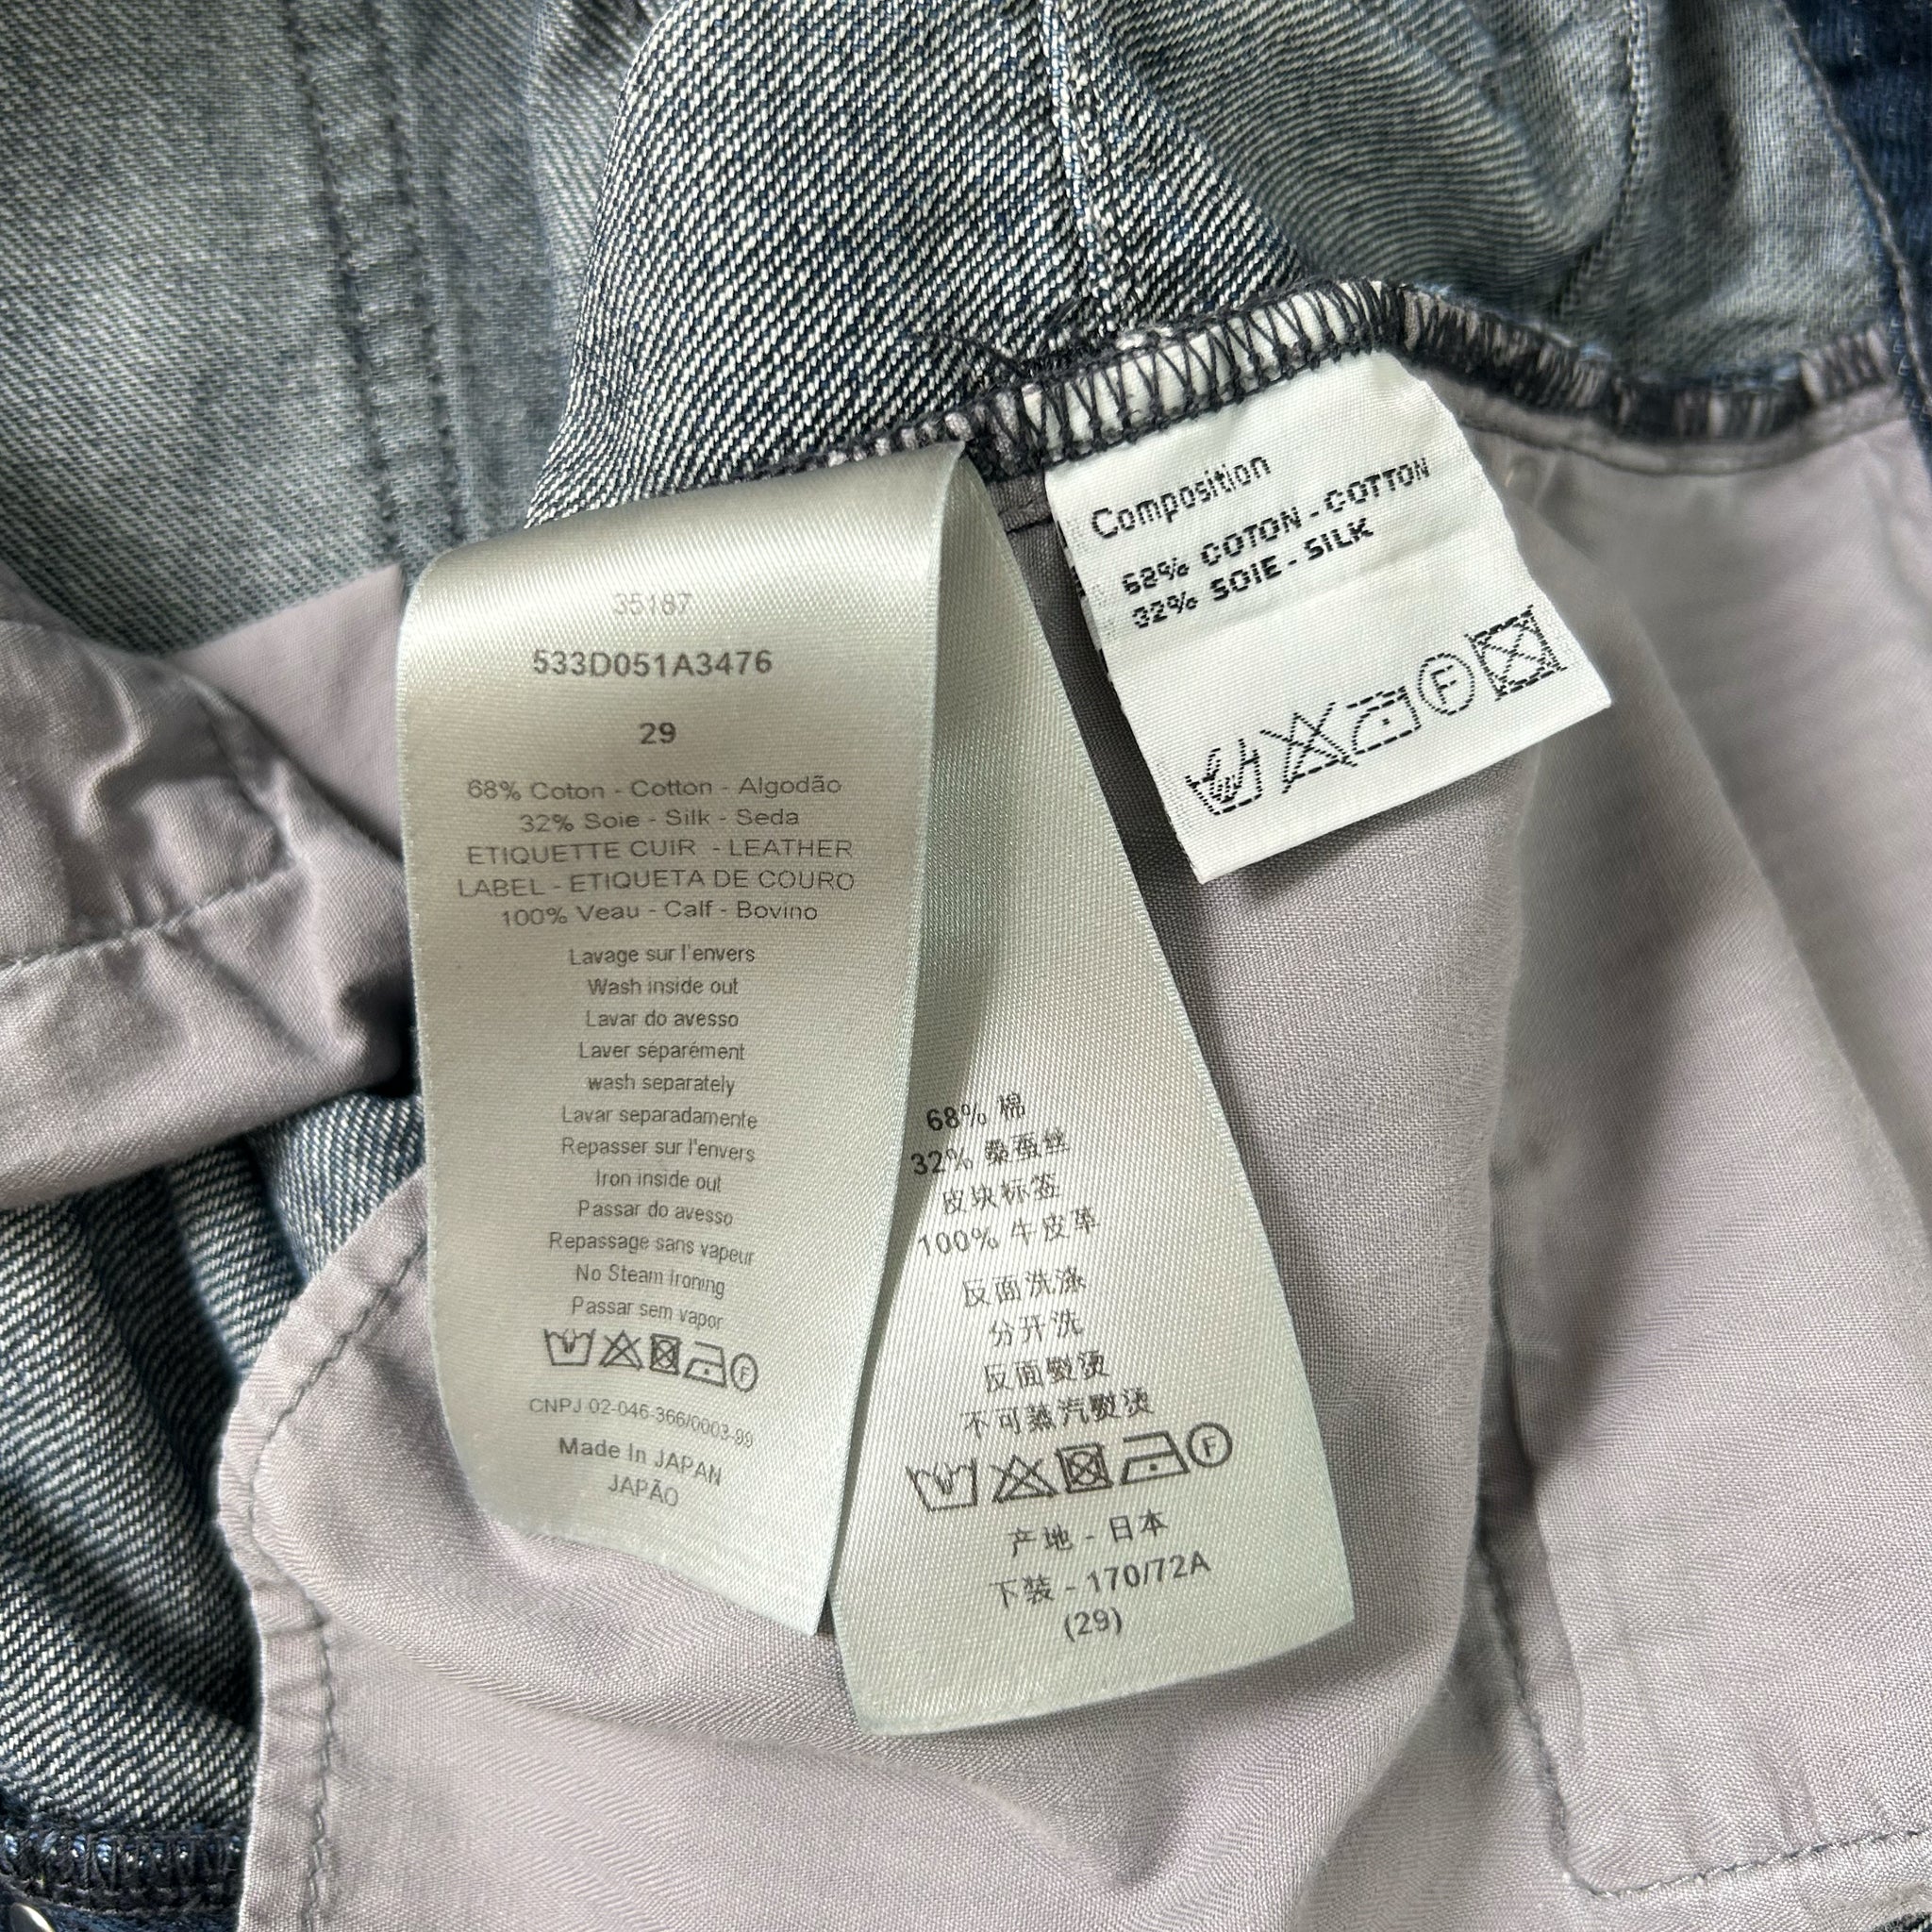 35187
533D051A3476
29
68% Coton - Cotton - Algodão
32% Soie - Silk - Seda
ETIQUETTE CUIR - LEATHER
LABEL - ETIQUETA DE COURO
100% Veau - Calf - Bovino
Lavage sur l'envers
Wash inside out
Lavar do avesso
Laver séparément
wash separately
Lavar separadamente
Repasser sur l'envers
Iron inside out
Passar do avesso
Repassage sans vapeur
No Steam Ironing
Passar sem vapor
F
CNPJ 02-046-366/0003-99
Made In JAPAN
JAPÃO
68% 棉
32% 桑蚕丝
皮块标签
100% 牛皮革
反面洗涤
分开洗
反面熨烫
不可蒸汽熨烫
F
产地 - 日本
下装 - 170/72A
(29)
Composition
68% COTON - COTTON
32% SOIE - SILK
F